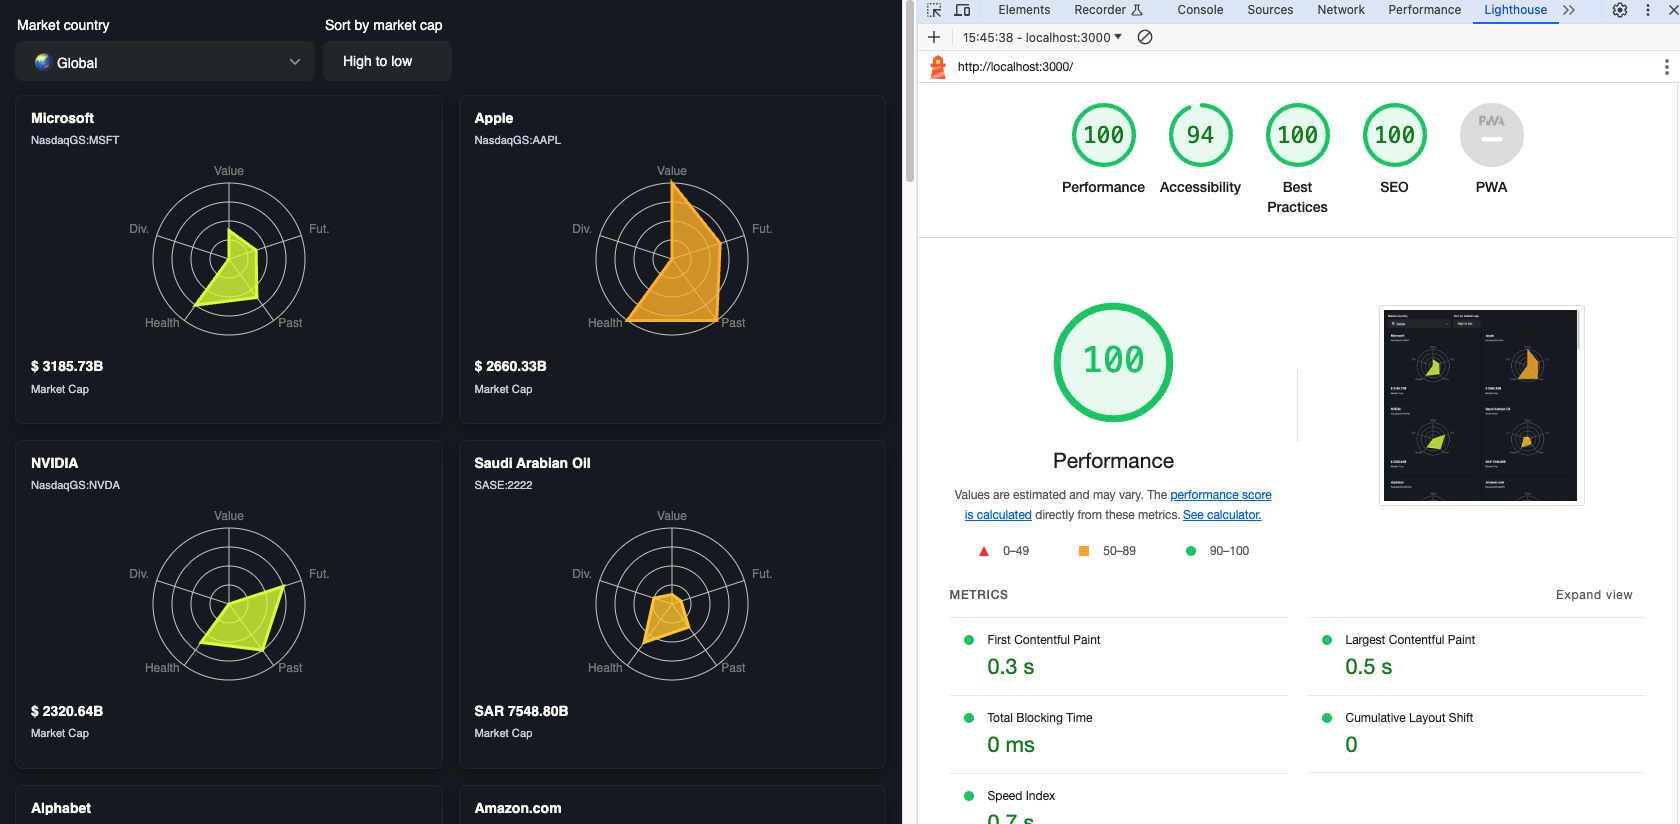 Market country
Sort by market cap
Global
High to low
Microsoft
NasdaqGS:MSFT
Value
Div.
Fut.
Health
Past
$ 3185.73B
Market Cap
Apple
NasdaqGS:AAPL
Value
Div.
Fut.
Health
Past
$ 2660.33B
Market Cap
NVIDIA
NasdaqGS:NVDA
Value
Div.
Fut.
Health
Past
$ 2320.64B
Market Cap
Saudi Arabian Oil
SASE:2222
Value
Div.
Fut.
Health
Past
SAR 7548.80B
Market Cap
Alphabet
Amazon.com
Elements Recorder Console Sources Network Performance Lighthouse
15:45:38 - localhost:3000
http://localhost:3000/
100
Performance
94
Accessibility
100
Best
Practices
100
SEO
PWA
PWA
100
Performance
Values are estimated and may vary. The performance score
is calculated directly from these metrics. See calculator.
0–49
50–89
90–100
METRICS
Expand view
First Contentful Paint
0.3 s
Largest Contentful Paint
0.5 s
Total Blocking Time
0 ms
Cumulative Layout Shift
0
Speed Index
0.7 s